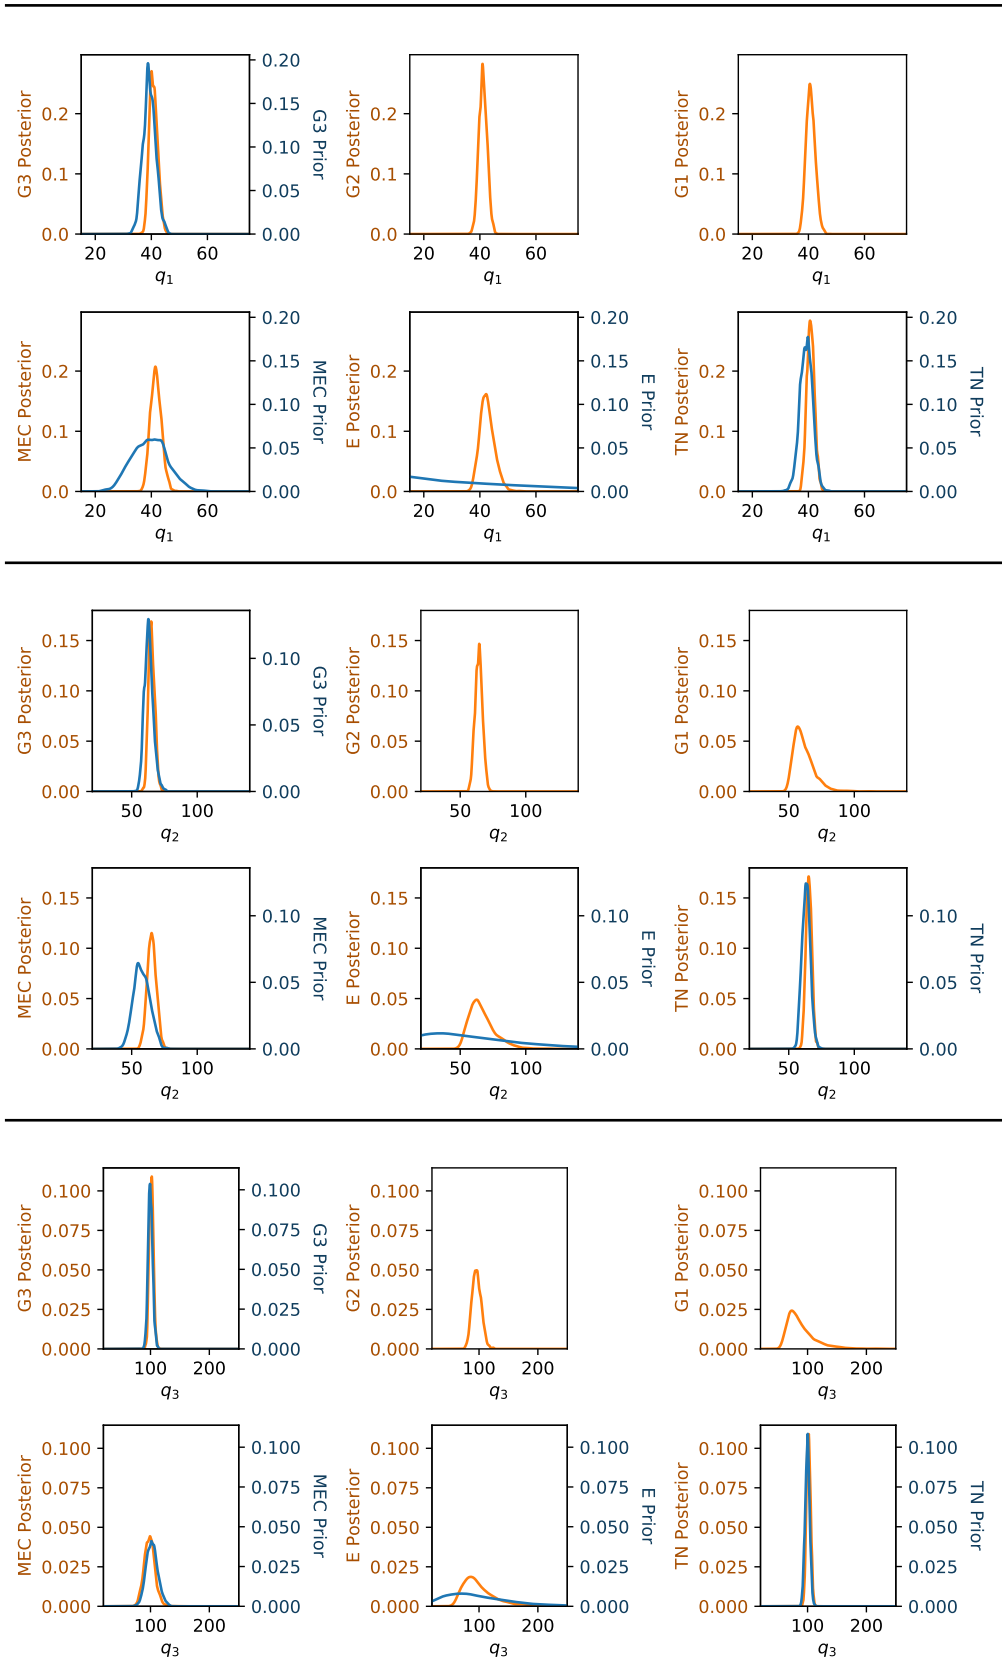 G3 Posterior
0.2
0.1
0.0
20 40 60
q1
0.20
0.15
0.10
0.05
0.00
G3 Prior
G2 Posterior
0.2
0.1
0.0
20 40 60
q1
G1 Posterior
0.2
0.1
0.0
20 40 60
q1
MEC Posterior
0.2
0.1
0.0
20 40 60
q1
0.20
0.15
0.10
0.05
0.00
MEC Prior
E Posterior
0.2
0.1
0.0
20 40 60
q1
0.20
0.15
0.10
0.05
0.00
E Prior
TN Posterior
0.2
0.1
0.0
20 40 60
q1
0.20
0.15
0.10
0.05
0.00
TN Prior
G3 Posterior
0.15
0.10
0.05
0.00
50 100
q2
0.10
0.05
0.00
G3 Prior
G2 Posterior
0.15
0.10
0.05
0.00
50 100
q2
G1 Posterior
0.15
0.10
0.05
0.00
50 100
q2
MEC Posterior
0.15
0.10
0.05
0.00
50 100
q2
0.10
0.05
0.00
MEC Prior
E Posterior
0.15
0.10
0.05
0.00
50 100
q2
0.10
0.05
0.00
E Prior
TN Posterior
0.15
0.10
0.05
0.00
50 100
q2
0.10
0.05
0.00
TN Prior
G3 Posterior
0.100
0.075
0.050
0.025
0.000
100 200
q3
0.100
0.075
0.050
0.025
0.000
G3 Prior
G2 Posterior
0.100
0.075
0.050
0.025
0.000
100 200
q3
G1 Posterior
0.100
0.075
0.050
0.025
0.000
100 200
q3
MEC Posterior
0.100
0.075
0.050
0.025
0.000
100 200
q3
0.100
0.075
0.050
0.025
0.000
MEC Prior
E Posterior
0.100
0.075
0.050
0.025
0.000
100 200
q3
0.100
0.075
0.050
0.025
0.000
E Prior
TN Posterior
0.100
0.075
0.050
0.025
0.000
100 200
q3
0.100
0.075
0.050
0.025
0.000
TN Prior